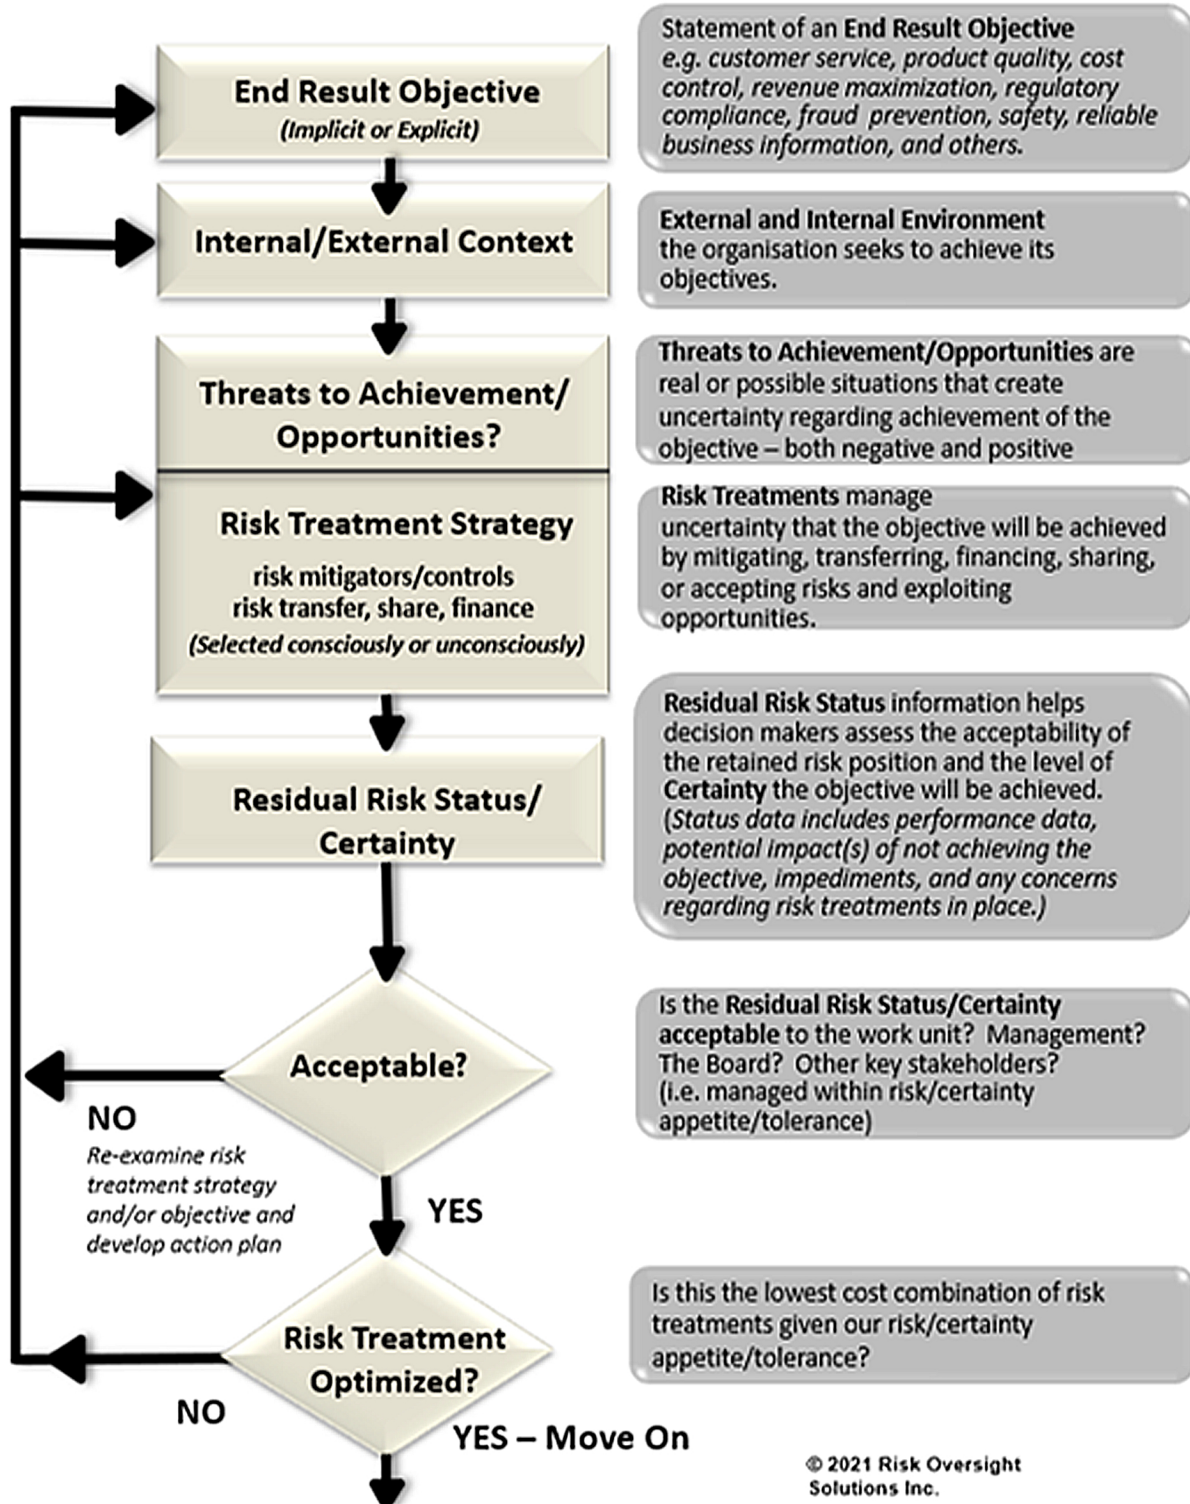 End Result Objective
(Implicit or Explicit)
Statement of an End Result Objective
e.g. customer service, product quality, cost
control, revenue maximization, regulatory
compliance, fraud prevention, safety, reliable
business information, and others.
Internal/External Context
External and Internal Environment
the organisation seeks to achieve its
objectives.
Threats to Achievement/
Opportunities?
Threats to Achievement/Opportunities are
real or possible situations that create
uncertainty regarding achievement of the
objective – both negative and positive
Risk Treatment Strategy
risk mitigators/controls
risk transfer, share, finance
(Selected consciously or unconsciously)
Risk Treatments manage
uncertainty that the objective will be achieved
by mitigating, transferring, financing, sharing,
or accepting risks and exploiting
opportunities.
Residual Risk Status/
Certainty
Residual Risk Status information helps
decision makers assess the acceptability of
the retained risk position and the level of
Certainty the objective will be achieved.
(Status data includes performance data,
potential impact(s) of not achieving the
objective, impediments, and any concerns
regarding risk treatments in place.)
Acceptable?
Is the Residual Risk Status/Certainty
acceptable to the work unit? Management?
The Board? Other key stakeholders?
(i.e. managed within risk/certainty
appetite/tolerance)
NO
Re-examine risk
treatment strategy
and/or objective and
develop action plan
YES
Risk Treatment
Optimized?
Is this the lowest cost combination of risk
treatments given our risk/certainty
appetite/tolerance?
NO
YES – Move On
© 2021 Risk Oversight
Solutions Inc.